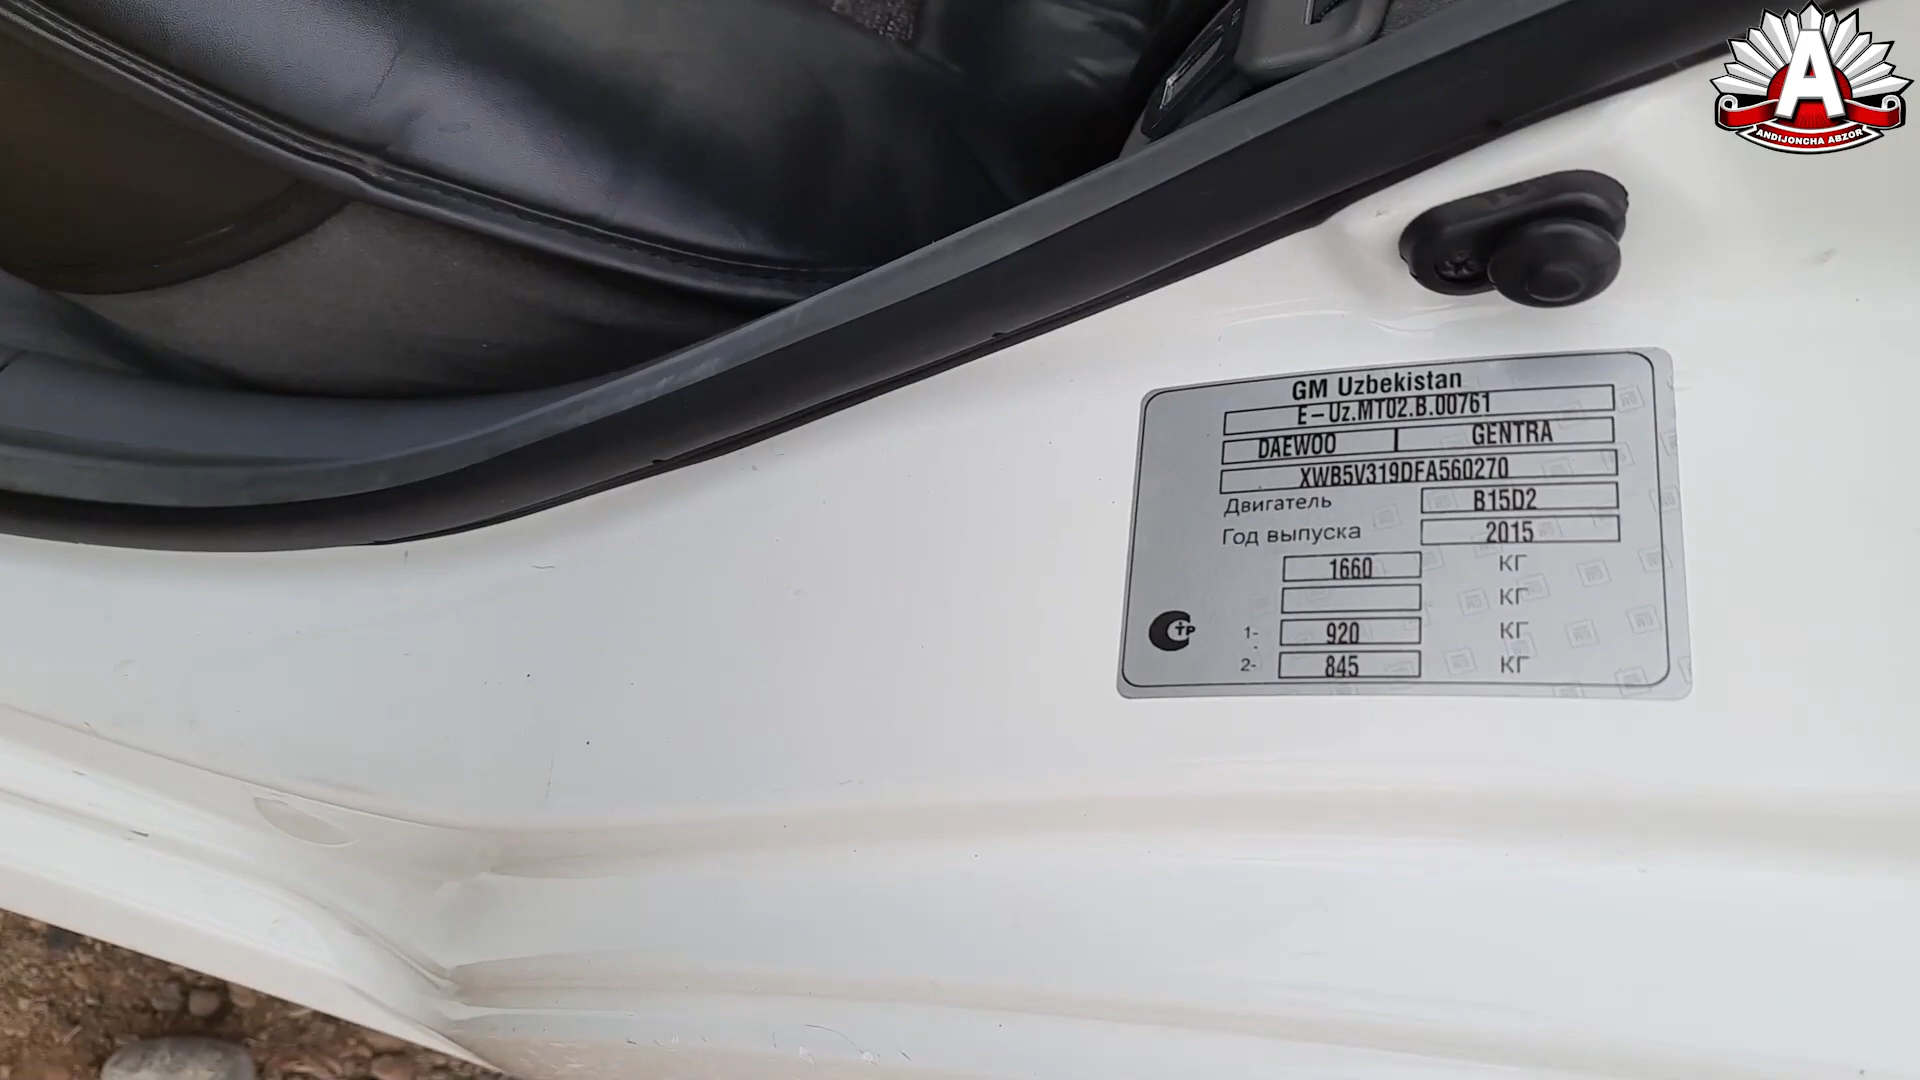 ANDIJONCHA ABZOR
GM Uzbekistan
E-Uz.MT02.B.00761
DAEWOO GENTRA
XWB5V319DFA560270
Двигатель B15D2
Год выпуска 2015
1660 КГ
КГ
1- 920 КГ
2- 845 КГ